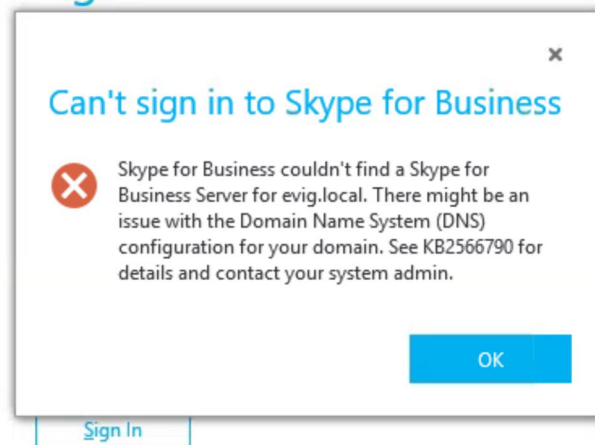 Can't sign in to Skype for Business
Skype for Business couldn't find a Skype for
Business Server for evig.local. There might be an
issue with the Domain Name System (DNS)
configuration for your domain. See KB2566790 for
details and contact your system admin.
OK
Sign In